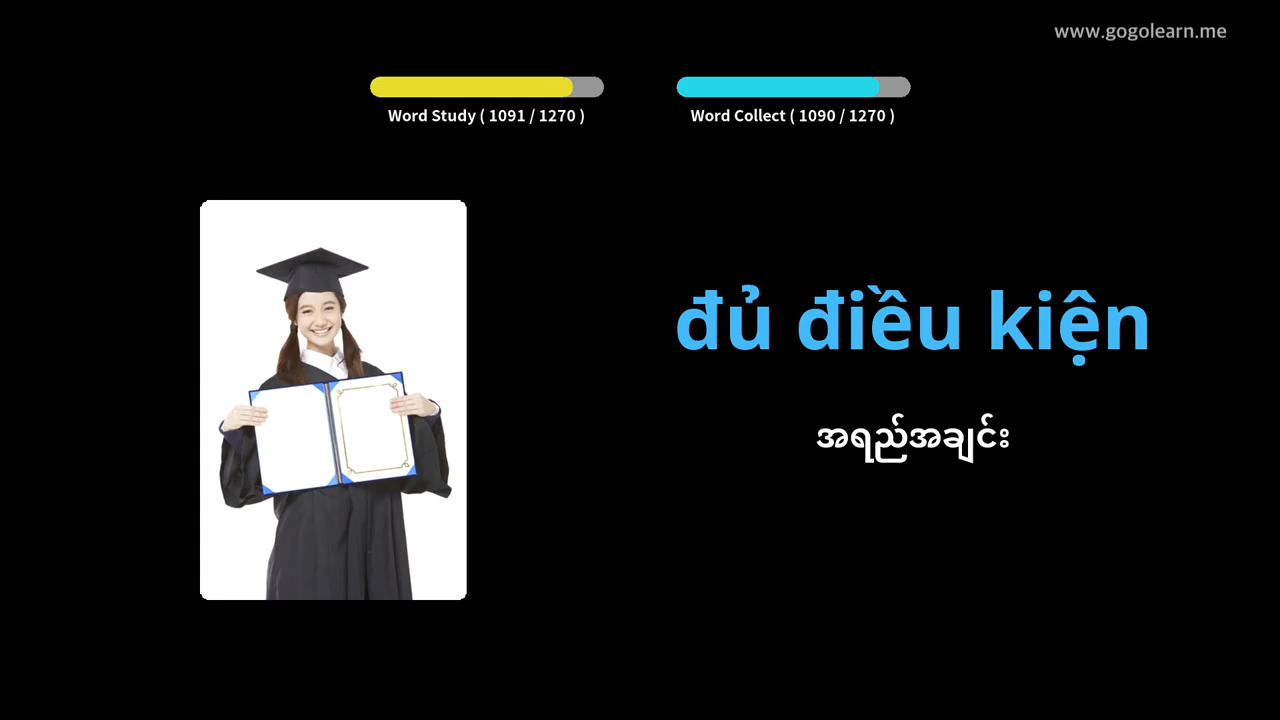 www.gogolearn.me
Word Study ( 1091 / 1270 )
Word Collect ( 1090 / 1270 )
đủ điều kiện
အရည်အချင်း